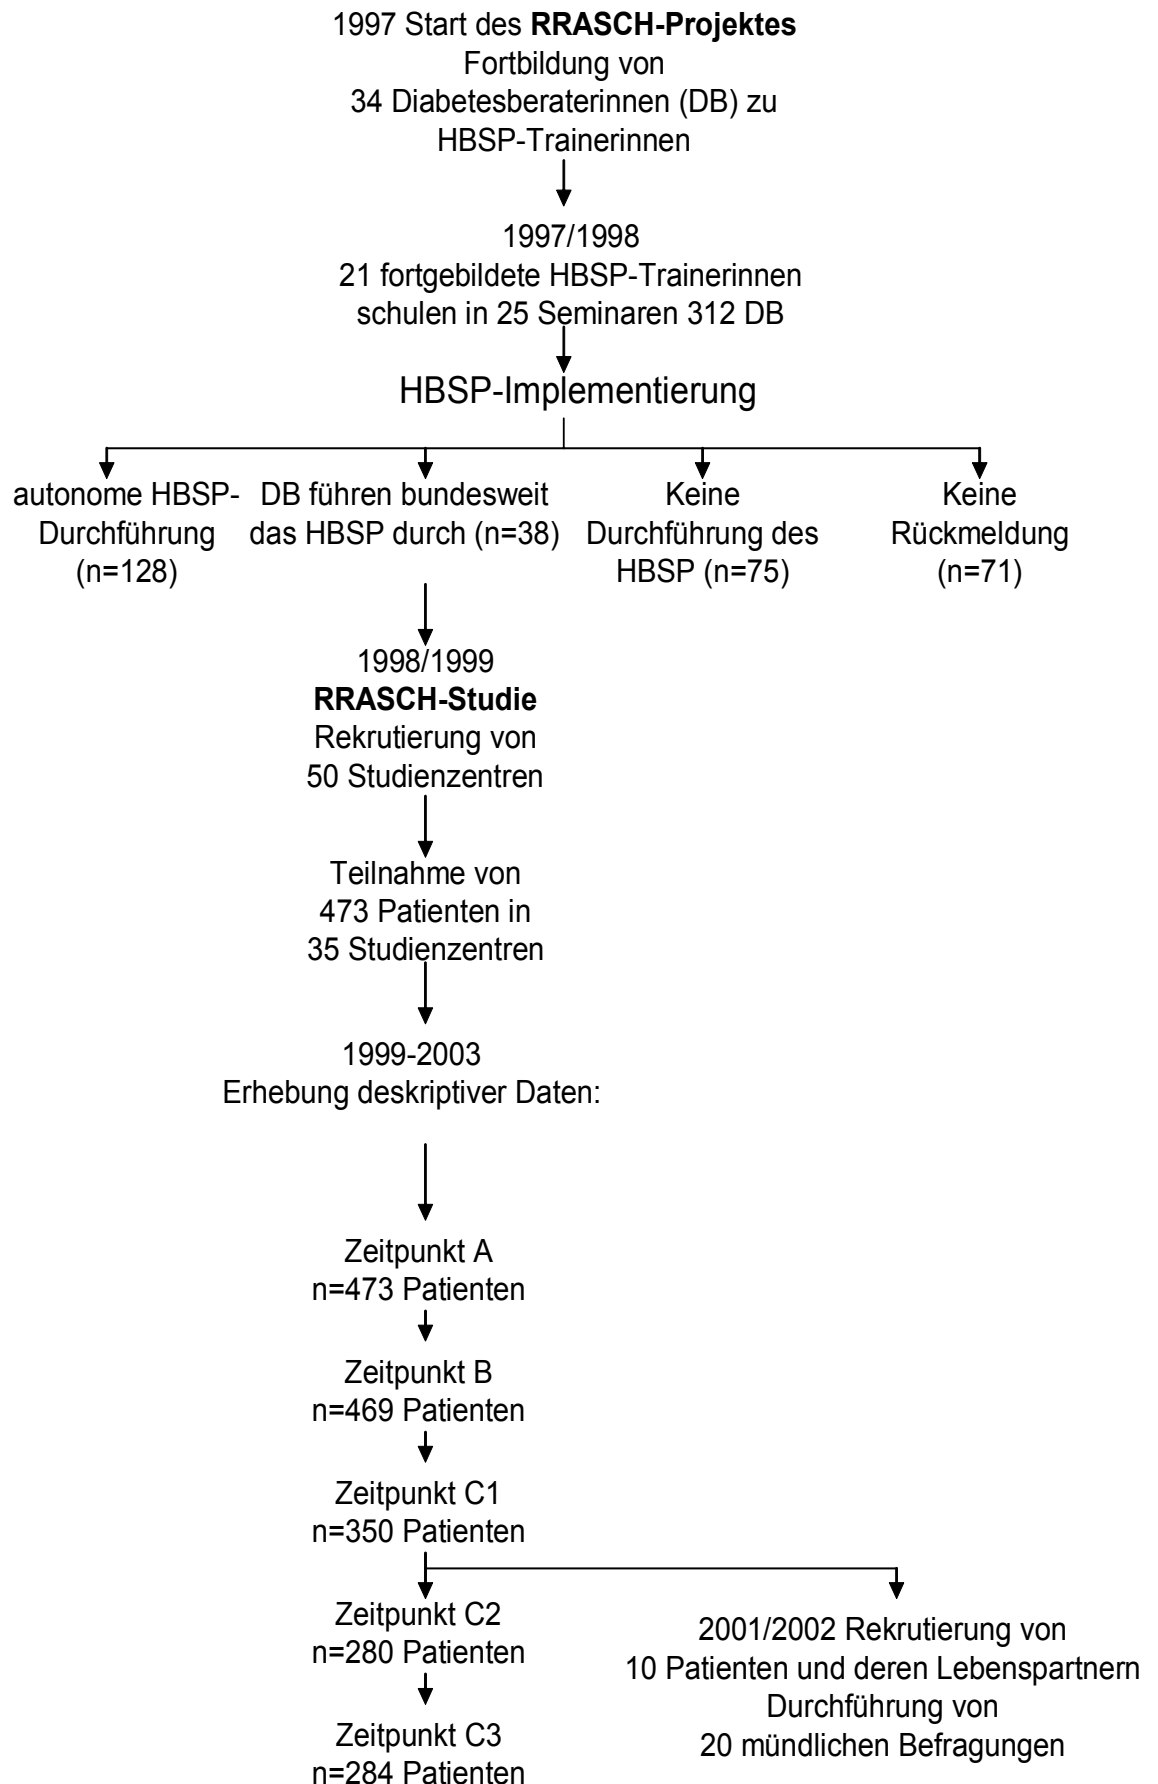 1997 Start des RRASCH-Projektes
Fortbildung von
34 Diabetesberaterinnen (DB) zu
HBSP-Trainerinnen
1997/1998
21 fortgebildete HBSP-Trainerinnen
schulen in 25 Seminaren 312 DB
HBSP-Implementierung
autonome HBSP-
Durchführung
(n=128)
DB führen bundesweit
das HBSP durch (n=38)
Keine
Durchführung des
HBSP (n=75)
Keine
Rückmeldung
(n=71)
1998/1999
RRASCH-Studie
Rekrutierung von
50 Studienzentren
Teilnahme von
473 Patienten in
35 Studienzentren
1999-2003
Erhebung deskriptiver Daten:
Zeitpunkt A
n=473 Patienten
Zeitpunkt B
n=469 Patienten
Zeitpunkt C1
n=350 Patienten
Zeitpunkt C2
n=280 Patienten
2001/2002 Rekrutierung von
10 Patienten und deren Lebenspartnern
Durchführung von
20 mündlichen Befragungen
Zeitpunkt C3
n=284 Patienten